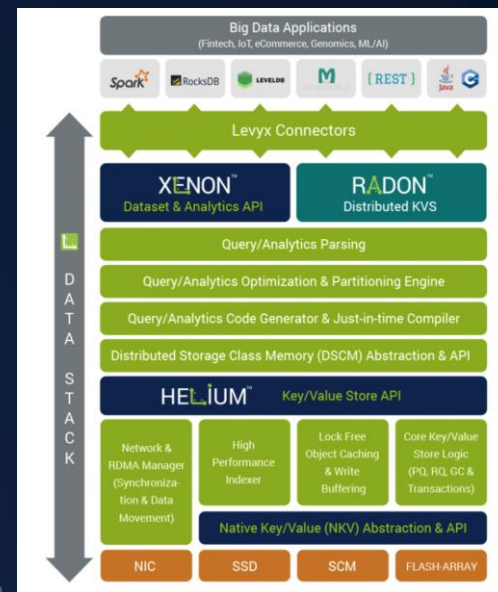 Big Data Applications
(Fintech, IoT, eCommerce, Genomics, ML/AI)
Spark
RocksDB
LEVELDB
M
{ REST }
Java
C
Levyx Connectors
XENON™
Dataset & Analytics API
RADON™
Distributed KVS
Query/Analytics Parsing
Query/Analytics Optimization & Partitioning Engine
Query/Analytics Code Generator & Just-in-time Compiler
Distributed Storage Class Memory (DSCM) Abstraction & API
HELIUM™ Key/Value Store API
Network &
RDMA Manager
(Synchroniza-
tion & Data
Movement)
High
Performance
Indexer
Lock Free
Object Caching
& Write
Buffering
Core Key/Value
Store Logic
(PQ, RQ, GC &
Transactions)
Native Key/Value (NKV) Abstraction & API
NIC
SSD
SCM
FLASH-ARRAY
DATA STACK